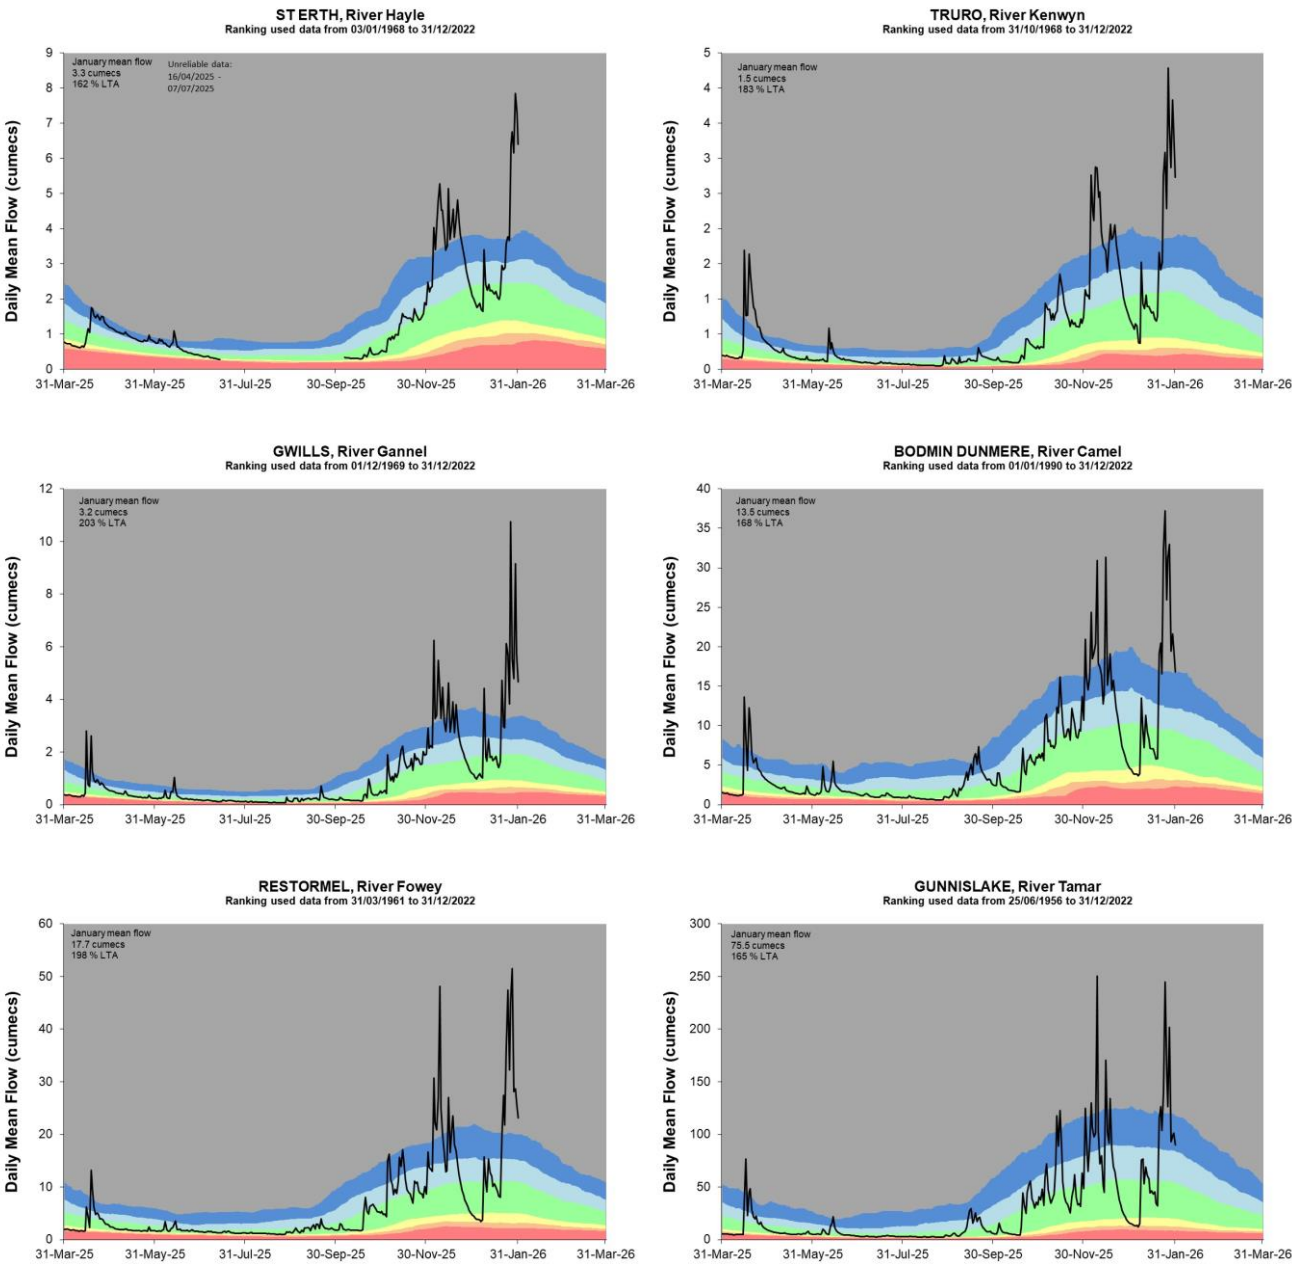 ST ERTH, River Hayle
Ranking used data from 03/01/1968 to 31/12/2022
January mean flow
3.3 cumecs
162 % LTA
Unreliable data:
16/04/2025 -
07/07/2025
Daily Mean Flow (cumecs)
9
8
7
6
5
4
3
2
1
0
31-Mar-25 31-May-25 31-Jul-25 30-Sep-25 30-Nov-25 31-Jan-26 31-Mar-26
TRURO, River Kenwyn
Ranking used data from 31/10/1968 to 31/12/2022
January mean flow
1.5 cumecs
183 % LTA
Daily Mean Flow (cumecs)
5
4
4
3
3
2
2
1
1
0
31-Mar-25 31-May-25 31-Jul-25 30-Sep-25 30-Nov-25 31-Jan-26 31-Mar-26
GWILLS, River Gannel
Ranking used data from 01/12/1969 to 31/12/2022
January mean flow
3.2 cumecs
203 % LTA
Daily Mean Flow (cumecs)
12
10
8
6
4
2
0
31-Mar-25 31-May-25 31-Jul-25 30-Sep-25 30-Nov-25 31-Jan-26 31-Mar-26
BODMIN DUNMERE, River Camel
Ranking used data from 01/01/1990 to 31/12/2022
January mean flow
13.5 cumecs
168 % LTA
Daily Mean Flow (cumecs)
40
35
30
25
20
15
10
5
0
31-Mar-25 31-May-25 31-Jul-25 30-Sep-25 30-Nov-25 31-Jan-26 31-Mar-26
RESTORMEL, River Fowey
Ranking used data from 31/03/1961 to 31/12/2022
January mean flow
17.7 cumecs
198 % LTA
Daily Mean Flow (cumecs)
60
50
40
30
20
10
0
31-Mar-25 31-May-25 31-Jul-25 30-Sep-25 30-Nov-25 31-Jan-26 31-Mar-26
GUNNISLAKE, River Tamar
Ranking used data from 25/06/1956 to 31/12/2022
January mean flow
75.5 cumecs
165 % LTA
Daily Mean Flow (cumecs)
300
250
200
150
100
50
0
31-Mar-25 31-May-25 31-Jul-25 30-Sep-25 30-Nov-25 31-Jan-26 31-Mar-26